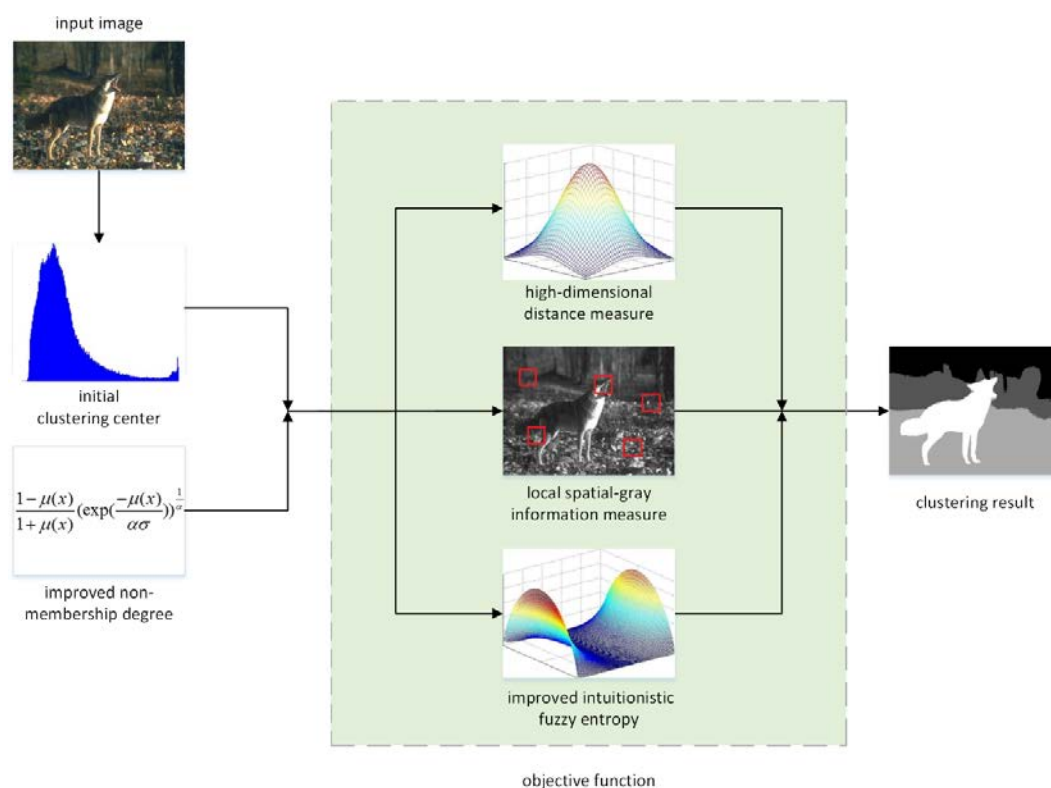 input image
initial
clustering center
1−μ(x)/1+μ(x) (exp(−μ(x)/ασ))^1/α
improved non-
membership degree
high-dimensional
distance measure
local spatial-gray
information measure
improved intuitionistic
fuzzy entropy
objective function
clustering result